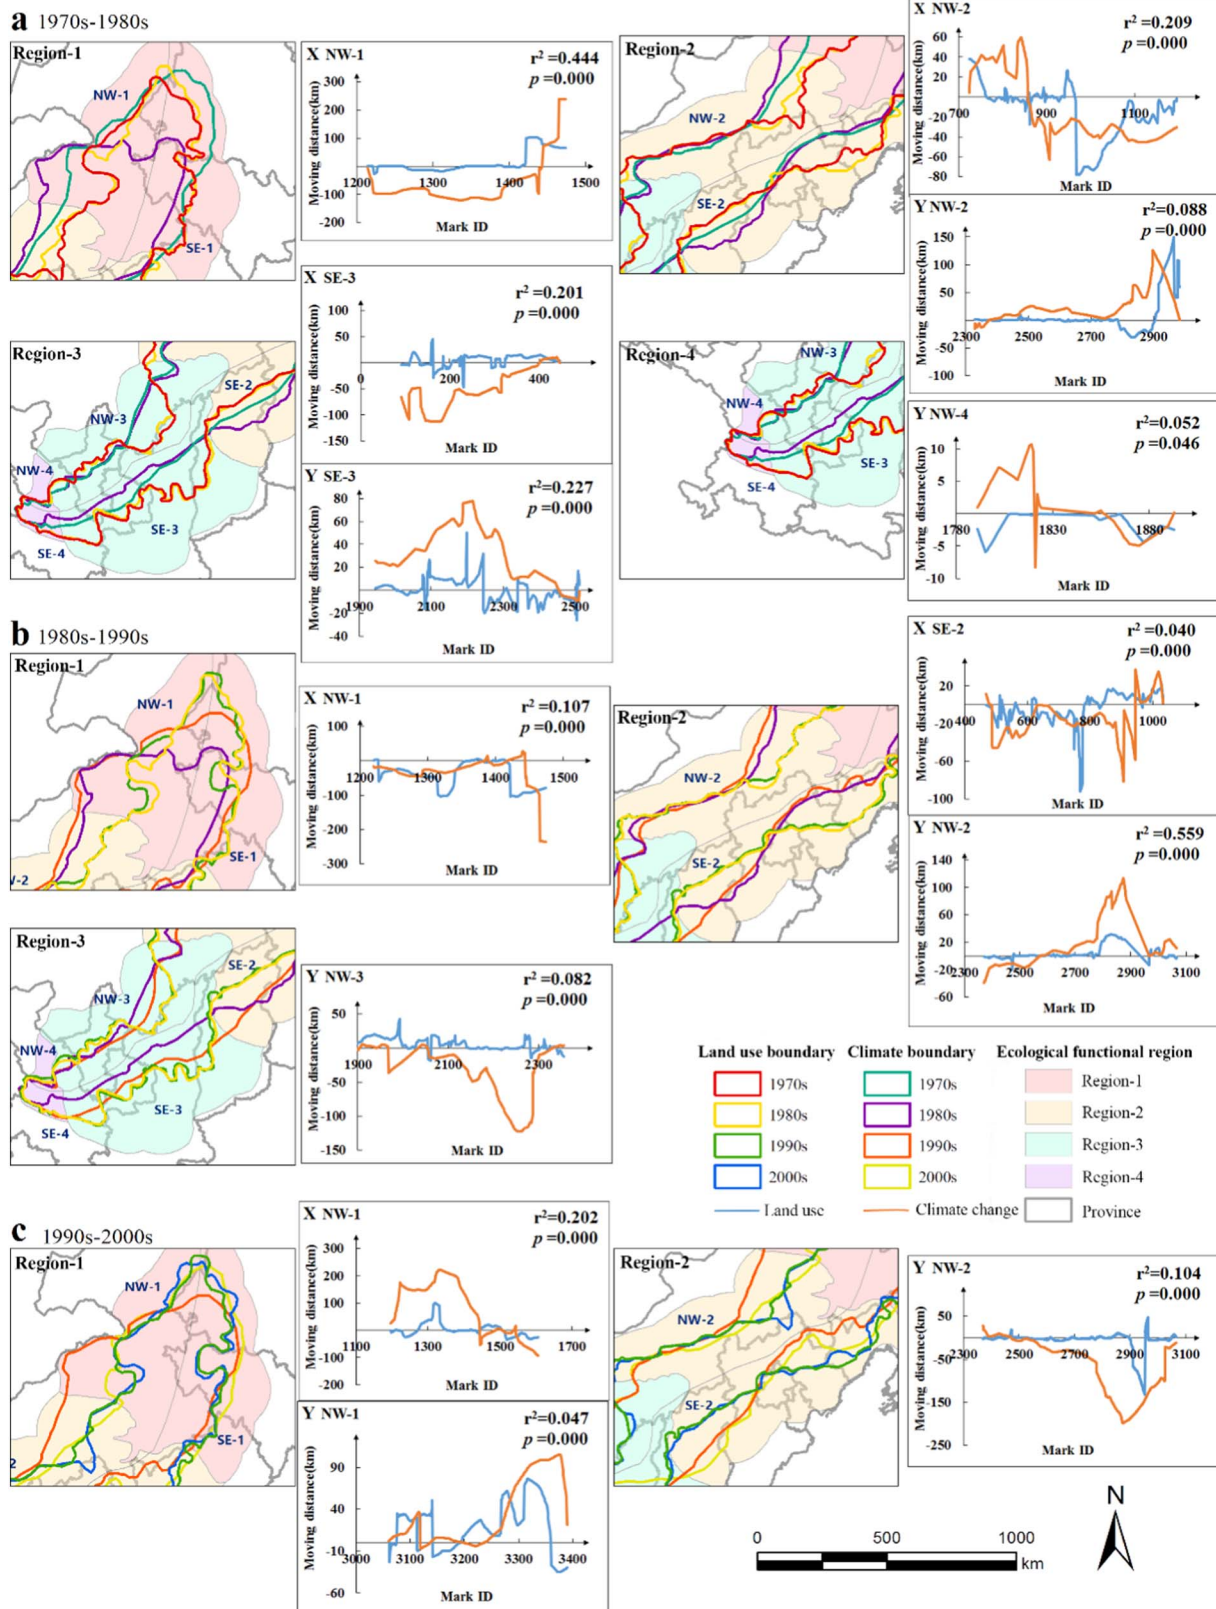 a 1970s-1980s
Region-1
NW-1
SE-1
X NW-1
r²=0.444
p=0.000
Moving distance(km)
300
200
100
-100
-200
1200 1300 1400 1500
Mark ID
Region-2
NW-2
SE-2
X NW-2
r²=0.209
p=0.000
Moving distance(km)
60
40
20
-20
-40
-60
-80
700 900 1100
Mark ID
Y NW-2
r²=0.088
p=0.000
Moving distance(km)
150
100
50
-50
-100
2300 2500 2700 2900
Mark ID
X SE-3
r²=0.201
p=0.000
Moving distance(km)
100
50
-50
-100
-150
0 200 400
Mark ID
Region-3
SE-2
NW-3
NW-4
SE-3
SE-4
Y SE-3
r²=0.227
p=0.000
Moving distance(km)
80
60
40
20
-20
-40
1900 2100 2300 2500
Mark ID
Region-4
NW-3
NW-4
SE-3
SE-4
Y NW-4
r²=0.052
p=0.046
Moving distance(km)
10
5
-5
-10
1780 1830 1880
Mark ID
b 1980s-1990s
Region-1
NW-1
SE-1
V-2
X NW-1
r²=0.107
p=0.000
Moving distance(km)
100
-100
-200
-300
1200 1300 1400 1500
Mark ID
Region-2
NW-2
SE-2
X SE-2
r²=0.040
p=0.000
Moving distance(km)
20
-20
-60
-100
400 600 800 1000
Mark ID
Y NW-2
r²=0.559
p=0.000
Moving distance(km)
140
100
60
20
-20
-60
2300 2500 2700 2900 3100
Mark ID
Region-3
SE-2
NW-3
NW-4
SE-3
SE-4
Y NW-3
r²=0.082
p=0.000
Moving distance(km)
50
-50
-100
-150
1900 2100 2300
Mark ID
Land use boundary Climate boundary Ecological functional region
1970s 1970s Region-1
1980s 1980s Region-2
1990s 1990s Region-3
2000s 2000s Region-4
Land use Climate change Province
c 1990s-2000s
Region-1
NW-1
SE-1
2
X NW-1
r²=0.202
p=0.000
Moving distance(km)
300
200
100
-100
-200
1100 1300 1500 1700
Mark ID
Y NW-1
r²=0.047
p=0.000
Moving distance(km)
90
40
-10
-60
3000 3100 3200 3300 3400
Mark ID
Region-2
NW-2
SE-2
Y NW-2
r²=0.104
p=0.000
Moving distance(km)
50
-50
-150
-250
2300 2500 2700 2900 3100
Mark ID
N
0 500 1000
km